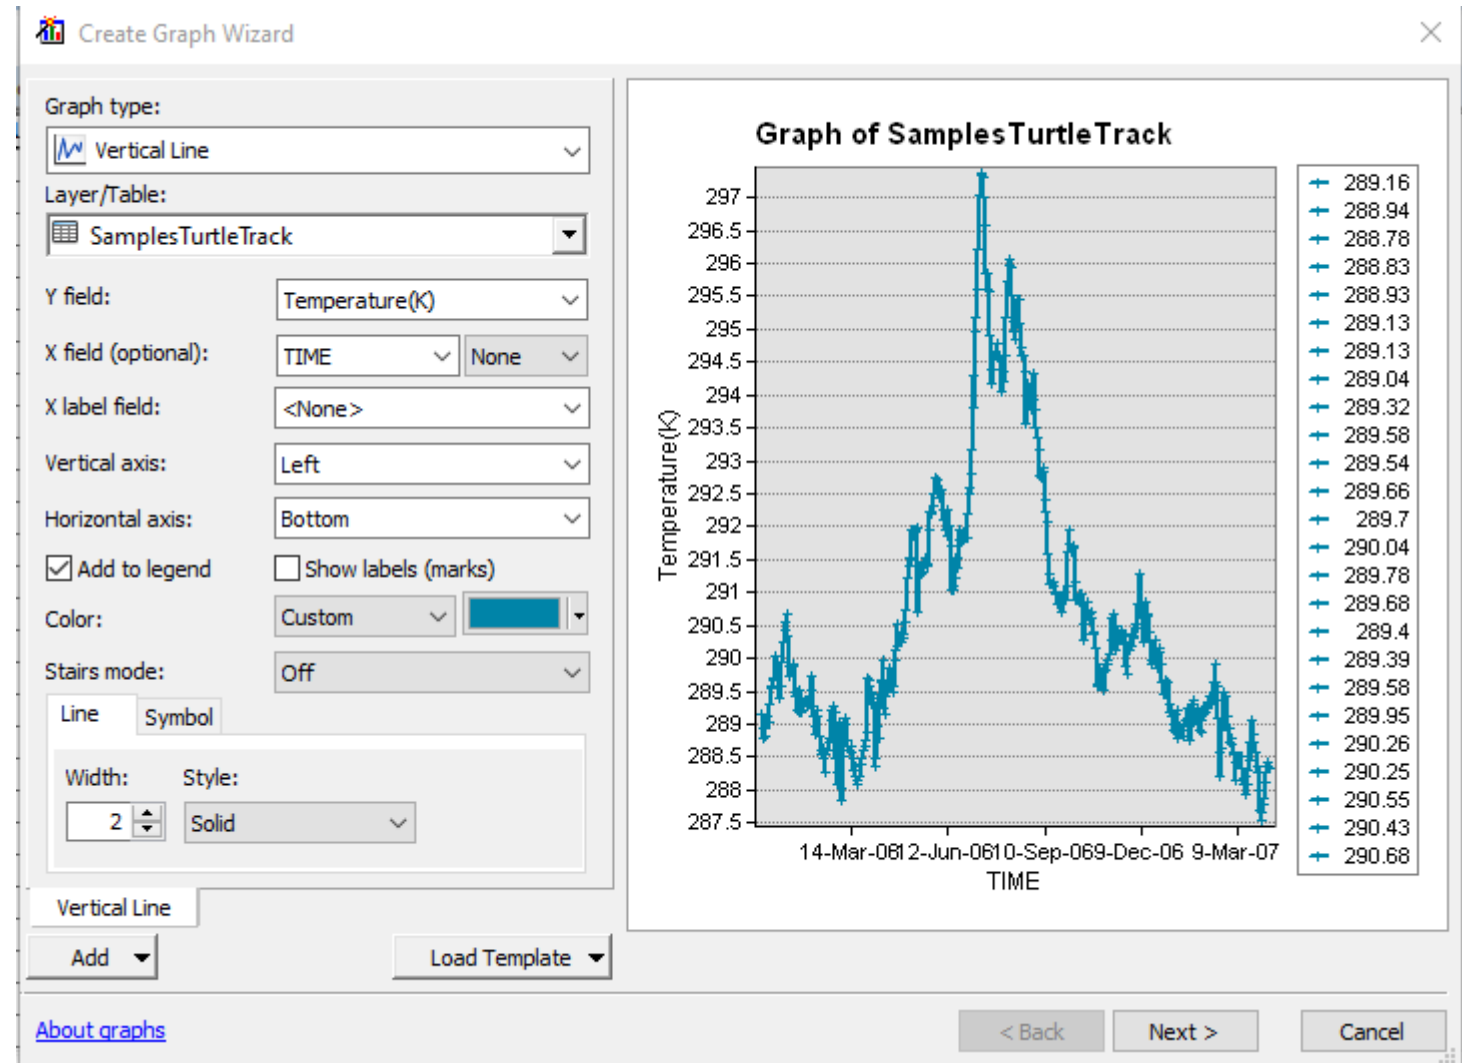 Create Graph Wizard
Graph type:
Vertical Line
Layer/Table:
SamplesTurtleTrack
Y field:
Temperature(K)
X field (optional):
TIME
None
X label field:
<None>
Vertical axis:
Left
Horizontal axis:
Bottom
Add to legend
Show labels (marks)
Color:
Custom
Stairs mode:
Off
Line
Symbol
Width:
Style:
2
Solid
Vertical Line
Add
Load Template
Graph of SamplesTurtleTrack
Temperature(K)
297
296.5
296
295.5
295
294.5
294
293.5
293
292.5
292
291.5
291
290.5
290
289.5
289
288.5
288
287.5
14-Mar-06
12-Jun-06
10-Sep-06
9-Dec-06
9-Mar-07
TIME
289.16
288.94
288.78
288.83
288.93
289.13
289.13
289.04
289.32
289.58
289.54
289.66
289.7
290.04
289.78
289.68
289.4
289.39
289.58
289.95
290.26
290.25
290.55
290.43
290.68
About graphs
< Back
Next >
Cancel